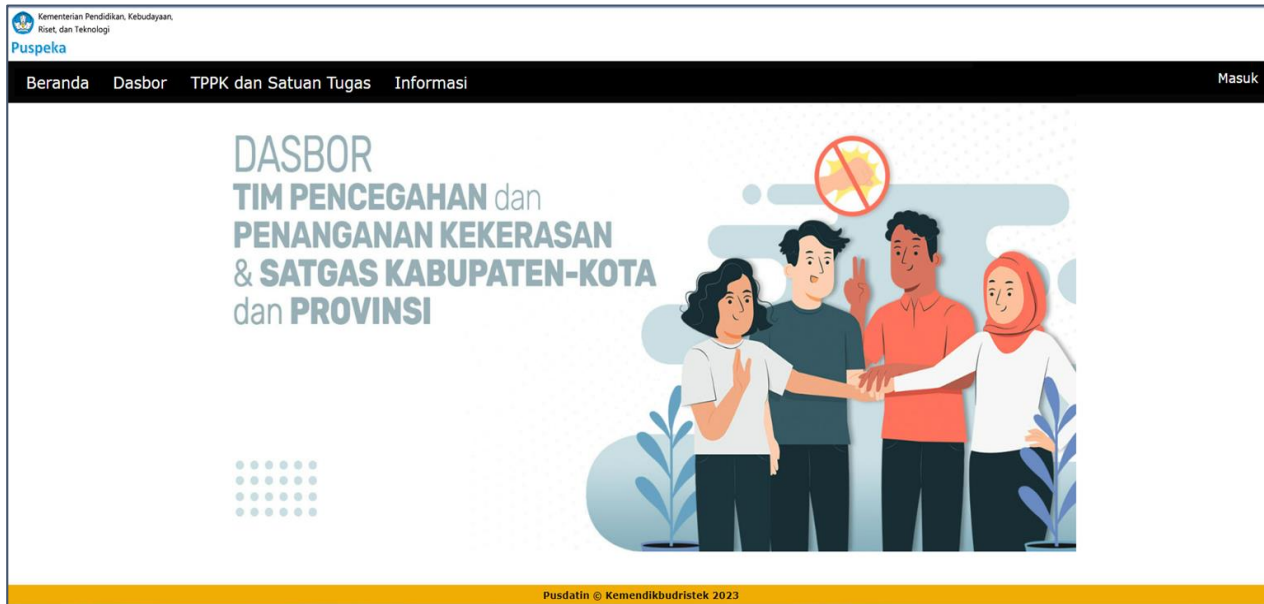 Kementerian Pendidikan, Kebudayaan,
Riset, dan Teknologi
Puspeka
Beranda Dasbor TPPK dan Satuan Tugas Informasi Masuk
DASBOR
TIM PENCEGAHAN dan
PENANGANAN KEKERASAN
& SATGAS KABUPATEN-KOTA
dan PROVINSI
Pusdatin © Kemendikbudristek 2023